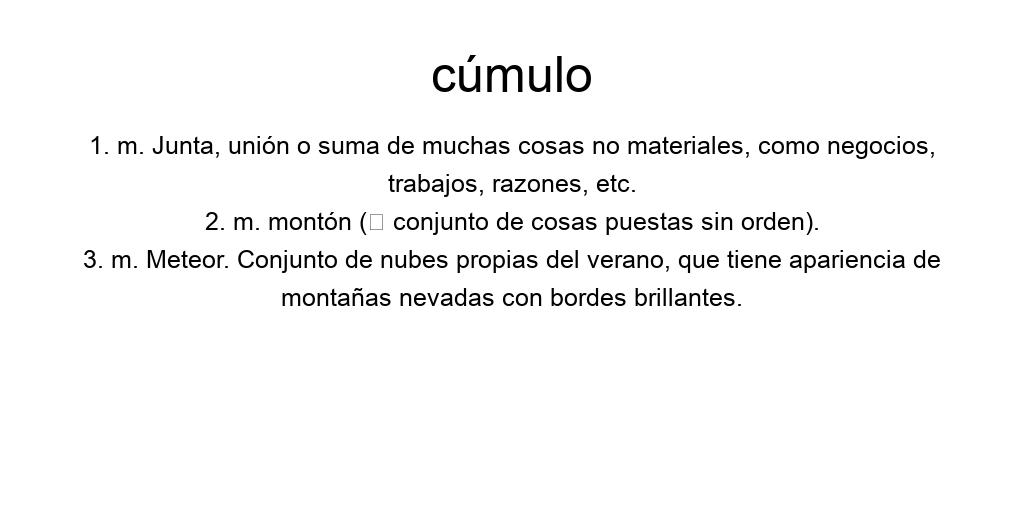 cúmulo
1. m. Junta, unión o suma de muchas cosas no materiales, como negocios,
trabajos, razones, etc.
2. m. montón (□ conjunto de cosas puestas sin orden).
3. m. Meteor. Conjunto de nubes propias del verano, que tiene apariencia de
montañas nevadas con bordes brillantes.